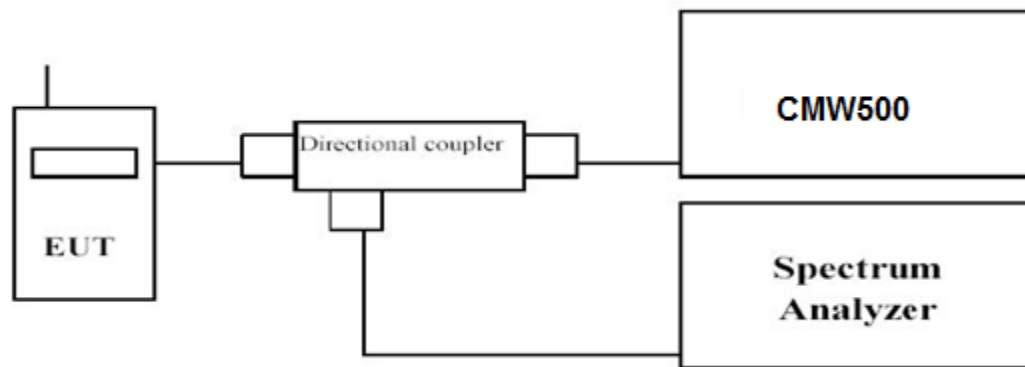 CMW500
Directional coupler
EUT
Spectrum
Analyzer